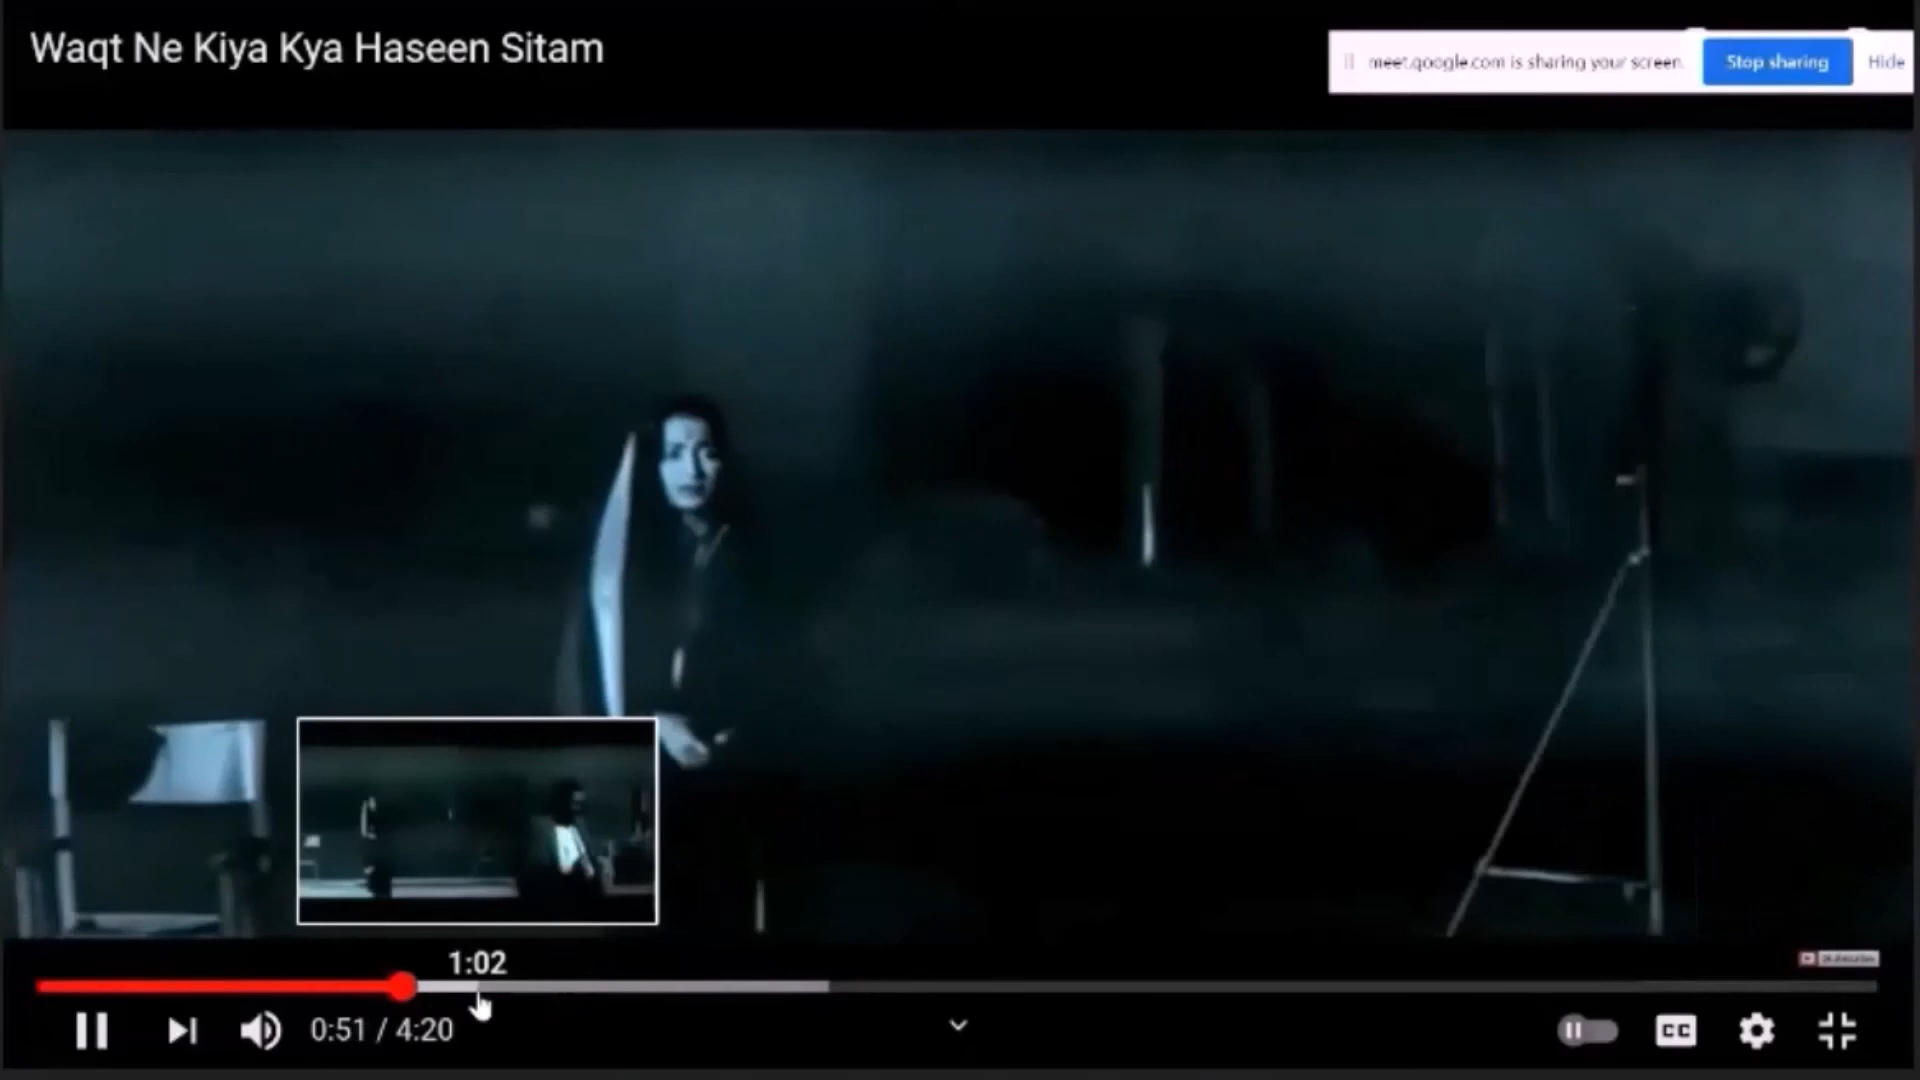 Waqt Ne Kiya Kya Haseen Sitam
meet.google.com is sharing your screen.
Stop sharing
Hide
1:02
0:51 / 4:20
CC